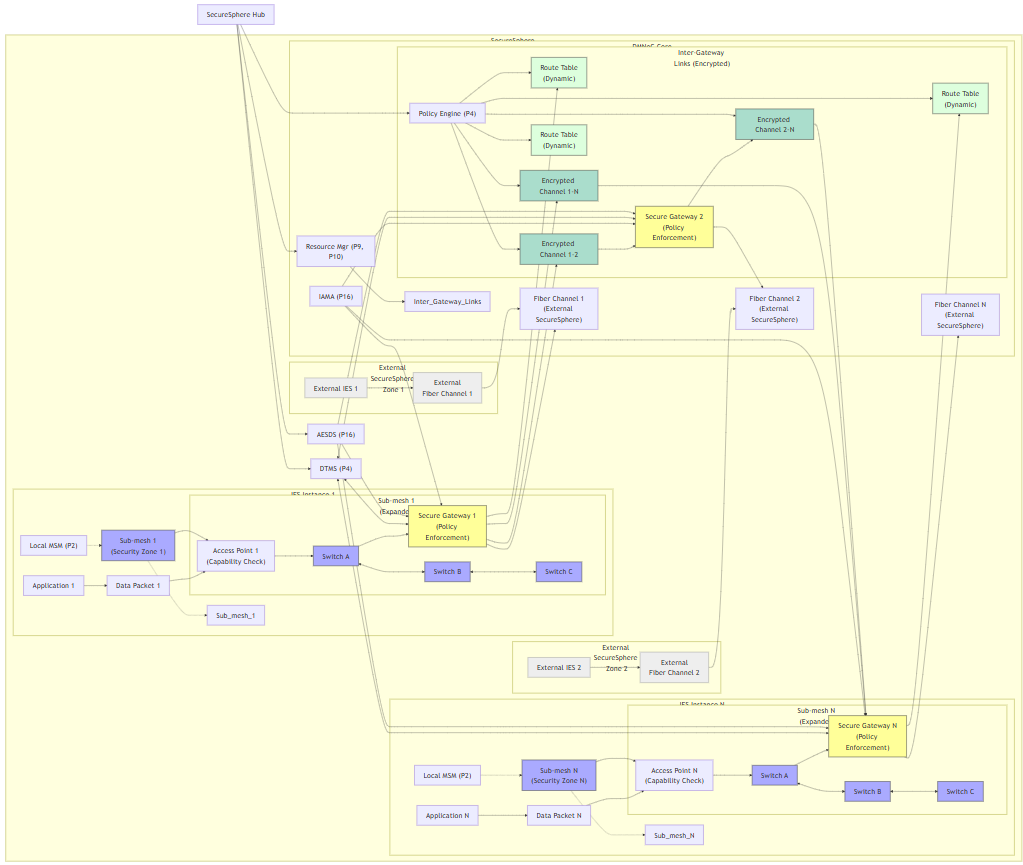 SecureSphere Hub
SecureSphere
Inter-Gateway
Links (Encrypted)
Route Table
(Dynamic)
Route Table
(Dynamic)
Policy Engine (P4)
Encrypted
Channel 2-N
Route Table
(Dynamic)
Encrypted
Channel 1-N
Secure Gateway 2
(Policy
Enforcement)
Resource Mgr (P9,
P10)
Encrypted
Channel 1-2
IAMA (P16)
Inter_Gateway_Links
Fiber Channel 1
(External
SecureSphere)
Fiber Channel 2
(External
SecureSphere)
Fiber Channel N
(External
SecureSphere)
External
SecureSphere
Zone 1
External IES 1
External
Fiber Channel 1
AESDS (P16)
DTMS (P4)
IES Instance 1
Sub-mesh 1
(Expande
Secure Gateway 1
(Policy
Enforcement)
Local MSM (P2)
Sub-mesh 1
(Security Zone 1)
Access Point 1
(Capability Check)
Switch A
Switch B
Switch C
Application 1
Data Packet 1
Sub_mesh_1
External
SecureSphere
Zone 2
External IES 2
External
Fiber Channel 2
IES Instance N
Sub-mesh N
(Expande
Secure Gateway N
(Policy
Enforcement)
Local MSM (P2)
Sub-mesh N
(Security Zone N)
Access Point N
(Capability Check)
Switch A
Switch B
Switch C
Application N
Data Packet N
Sub_mesh_N